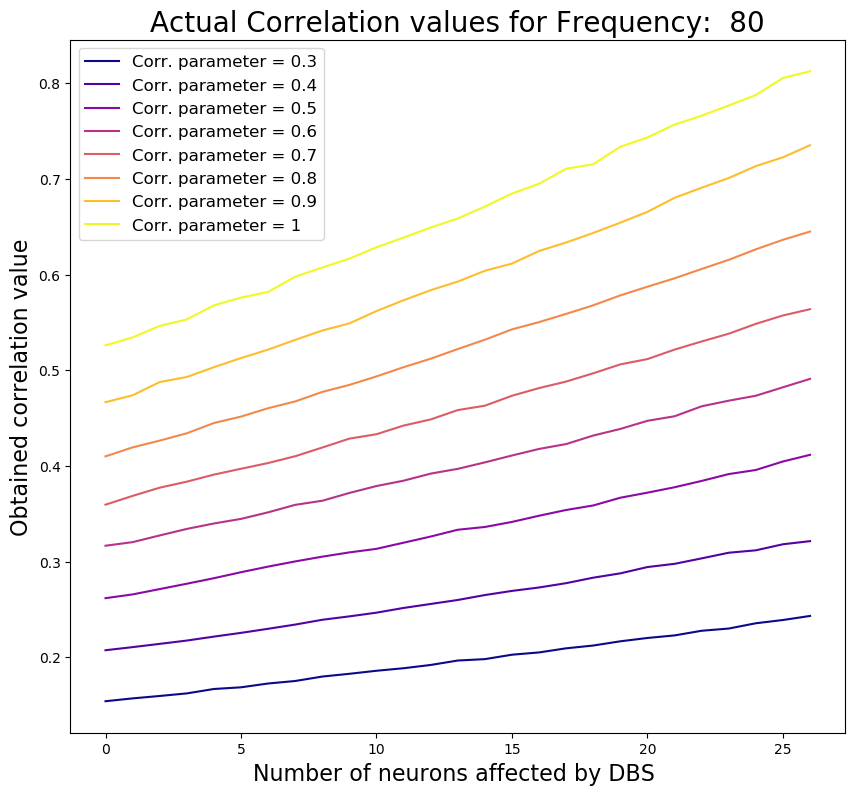 Actual Correlation values for Frequency:  80
Corr. parameter = 0.3
Corr. parameter = 0.4
Corr. parameter = 0.5
Corr. parameter = 0.6
Corr. parameter = 0.7
Corr. parameter = 0.8
Corr. parameter = 0.9
Corr. parameter = 1
Obtained correlation value
0.8
0.7
0.6
0.5
0.4
0.3
0.2
0 5 10 15 20 25
Number of neurons affected by DBS